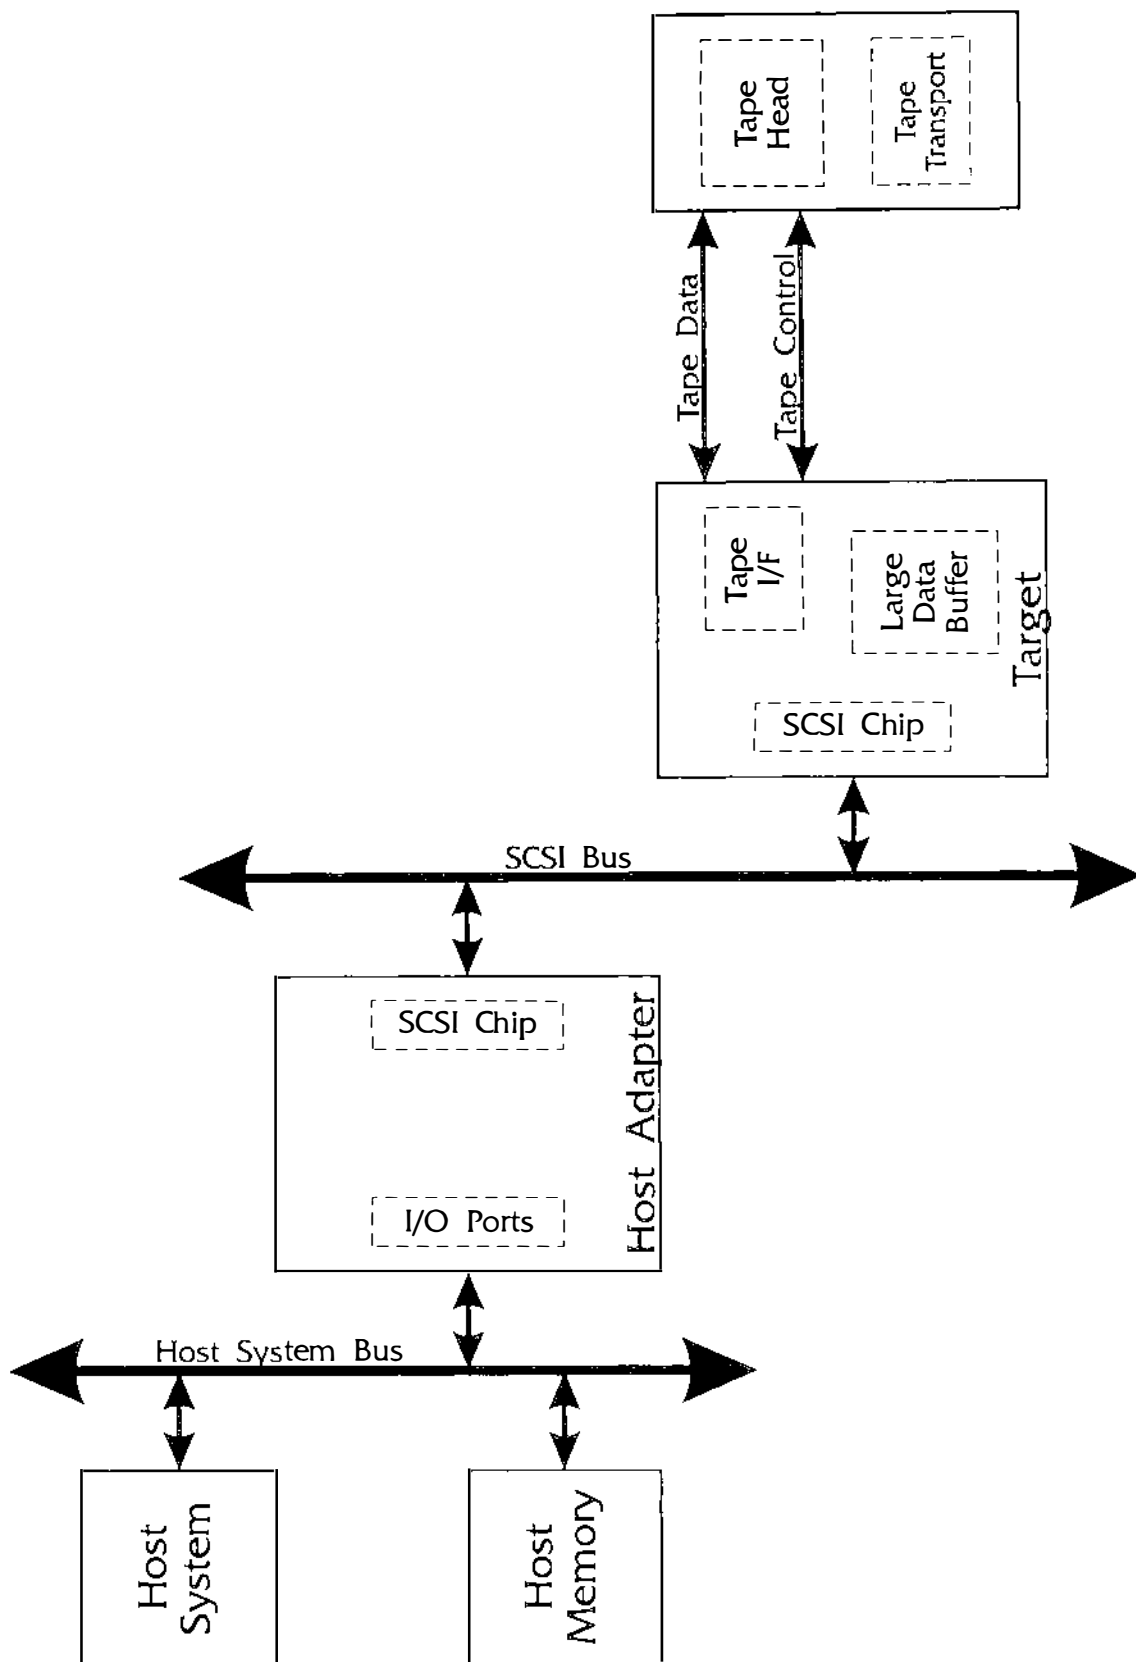 Tape
Head
Tape
Transport
Tape Data
Tape Control
Tape
I/F
Large
Data
Buffer
Target
SCSI Chip
SCSI Bus
SCSI Chip
Host Adapter
I/O Ports
Host System Bus
Host
System
Host
Memory